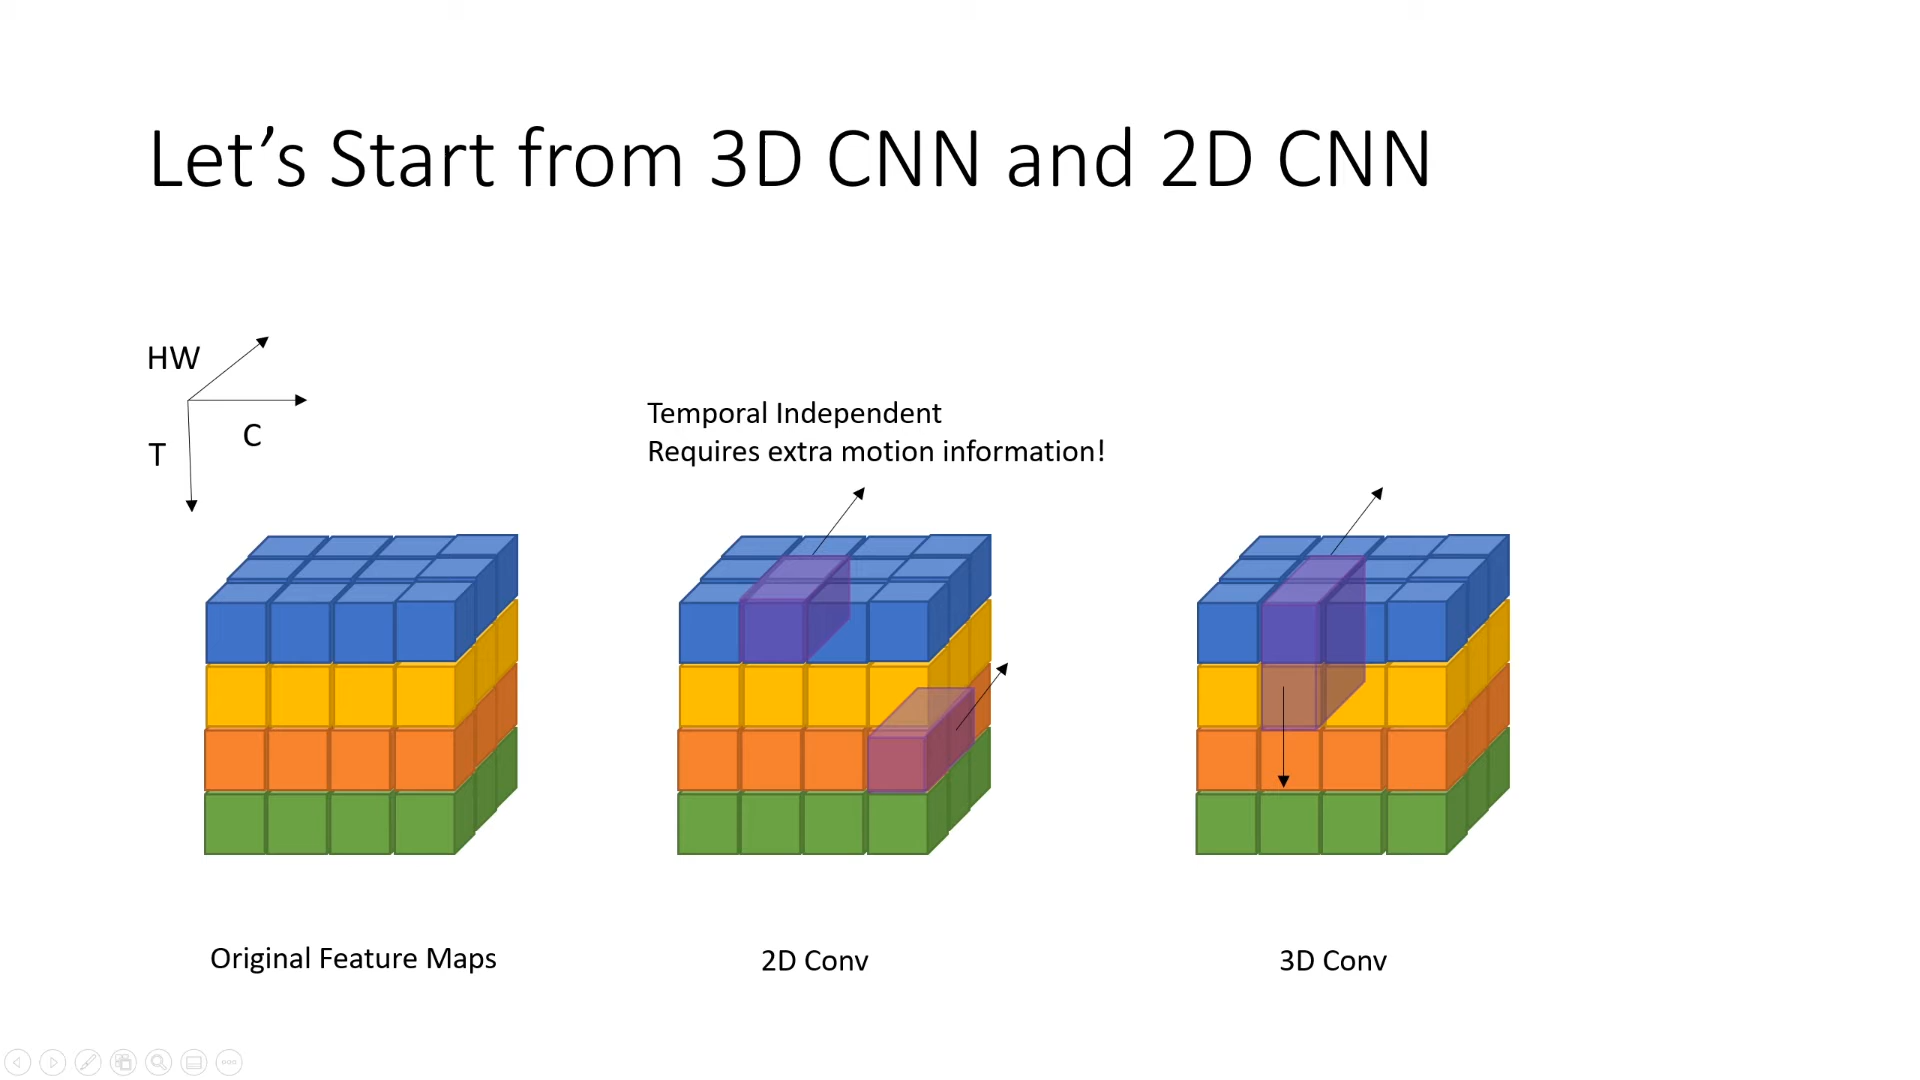 Let’s Start from 3D CNN and 2D CNN
HW
C
T
Temporal Independent
Requires extra motion information!
Original Feature Maps
2D Conv
3D Conv